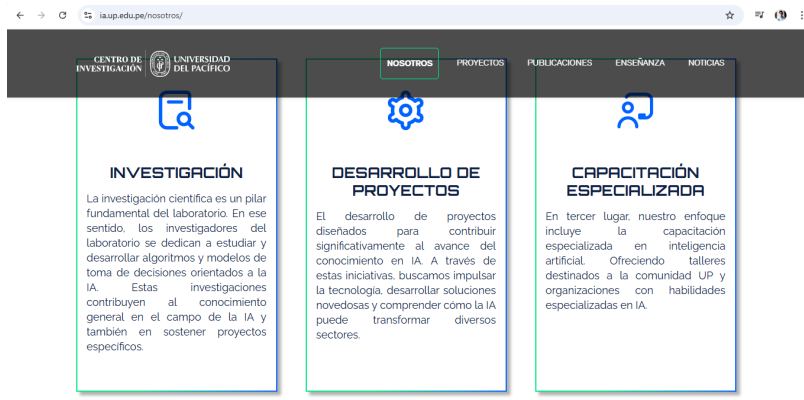 ia.up.edu.pe/nosotros/
CENTRO DE
INVESTIGACIÓN
UNIVERSIDAD
DEL PACÍFICO
NOSOTROS
PROYECTOS
PUBLICACIONES
ENSEÑANZA
NOTICIAS
INVESTIGACIÓN
La investigación científica es un pilar
fundamental del laboratorio. En ese
sentido, los investigadores del
laboratorio se dedican a estudiar y
desarrollar algoritmos y modelos de
toma de decisiones orientados a la
IA. Estas investigaciones
contribuyen al conocimiento
general en el campo de la IA y
también en sostener proyectos
específicos.
DESARROLLO DE
PROYECTOS
El desarrollo de proyectos
diseñados para contribuir
significativamente al avance del
conocimiento en IA. A través de
estas iniciativas, buscamos impulsar
la tecnología, desarrollar soluciones
novedosas y comprender cómo la IA
puede transformar diversos
sectores.
CAPACITACIÓN
ESPECIALIZADA
En tercer lugar, nuestro enfoque
incluye la capacitación
especializada en inteligencia
artificial. Ofreciendo talleres
destinados a la comunidad UP y
organizaciones con habilidades
especializadas en IA.